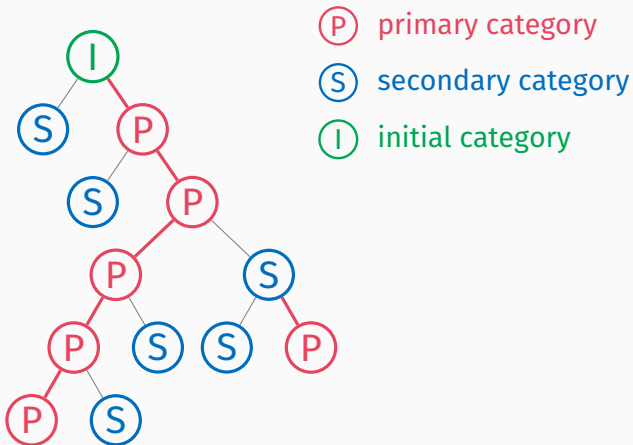 I
S P
S P
P S
P S S P
P S
P primary category
S secondary category
I initial category